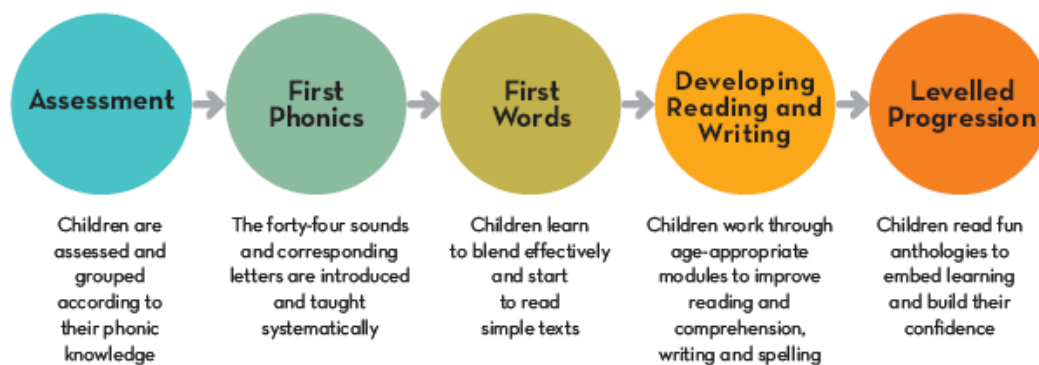 Assessment
First
Phonics
First
Words
Developing
Reading and
Writing
Levelled
Progression
Children are
assessed and
grouped
according to
their phonic
knowledge
The forty-four sounds
and corresponding
letters are introduced
and taught
systematically
Children learn
to blend effectively
and start
to read
simple texts
Children work through
age-appropriate
modules to improve
reading and
comprehension,
writing and spelling
Children read fun
anthologies to
embed learning
and build their
confidence